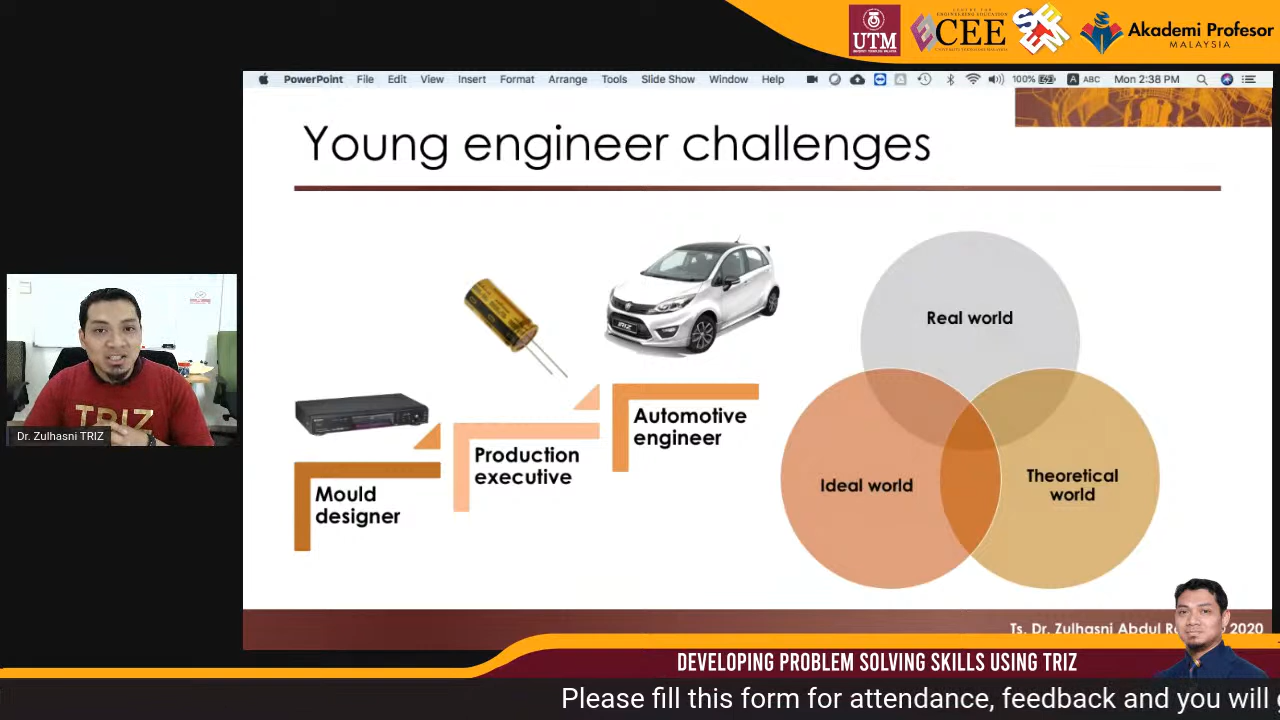 UTM
CEE
Akademi Profesor
MALAYSIA
PowerPoint File Edit View Insert Format Arrange Tools Slide Show Window Help
100%
A ABC Mon 2:38 PM
Young engineer challenges
Mould
designer
Production
executive
Automotive
engineer
TRIZ
Real world
Ideal world
Theoretical
world
TRIZ
Dr. Zulhasni TRIZ
Ts. Dr. Zulhasni Abdul
2020
DEVELOPING PROBLEM SOLVING SKILLS USING TRIZ
Please fill this form for attendance, feedback and you will